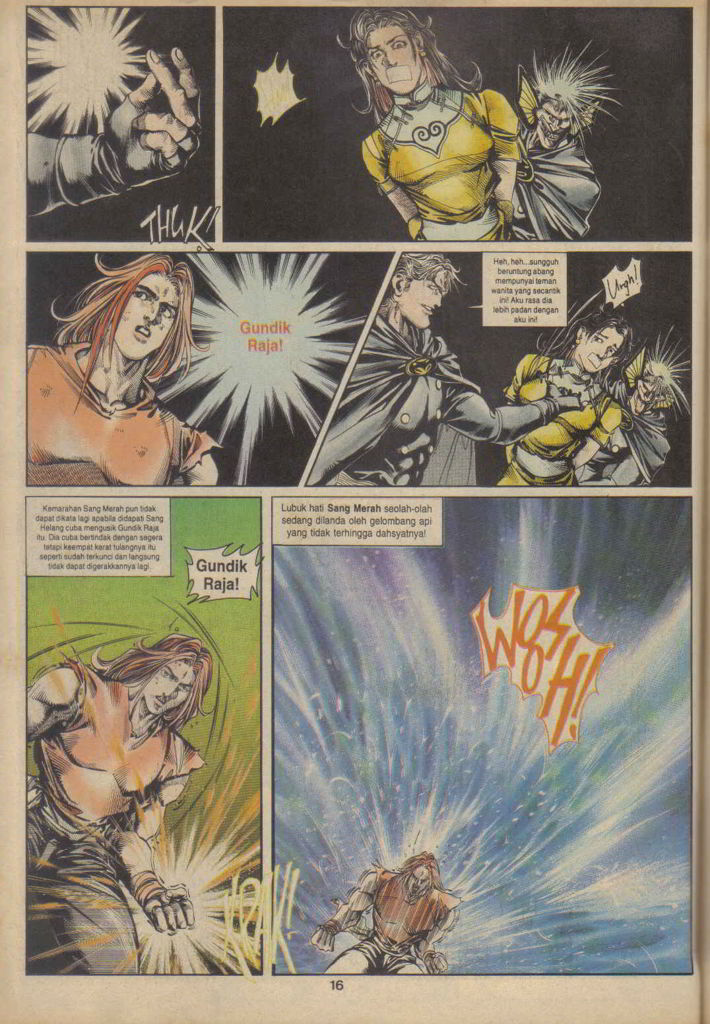 THUK!
Gundik
Raja!
Heh, heh...sungguh
beruntung abang
mempunyai teman
wanita yang secantik
ini! Aku rasa dia
lebih padan dengan
aku ini!
Urgh!
Kemarahan Sang Merah pun tidak
dapat dikata lagi apabila didapati Sang
Helang cuba mengusik Gundik Raja
itu. Dia cuba bertindak dengan segera
tetapi keempat kerat tulangnya itu
seperti sudah terkunci dan langsung
tidak dapat digerakkannya lagi.
Gundik
Raja!
KRAK!
Lubuk hati Sang Merah seolah-olah
sedang dilanda oleh gelombang api
yang tidak terhingga dahsyatnya!
WOSH!
16